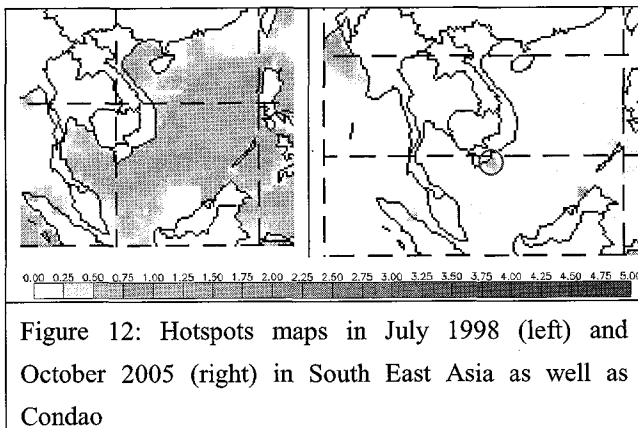 0.00 0.25 0.50 0.75 1.00 1.25 1.50 1.75 2.00 2.25 2.50 2.75 3.00 3.25 3.50 3.75 4.00 4.25 4.50 4.75 5.00
Figure 12: Hotspots maps in July 1998 (left) and
October 2005 (right) in South East Asia as well as
Condao